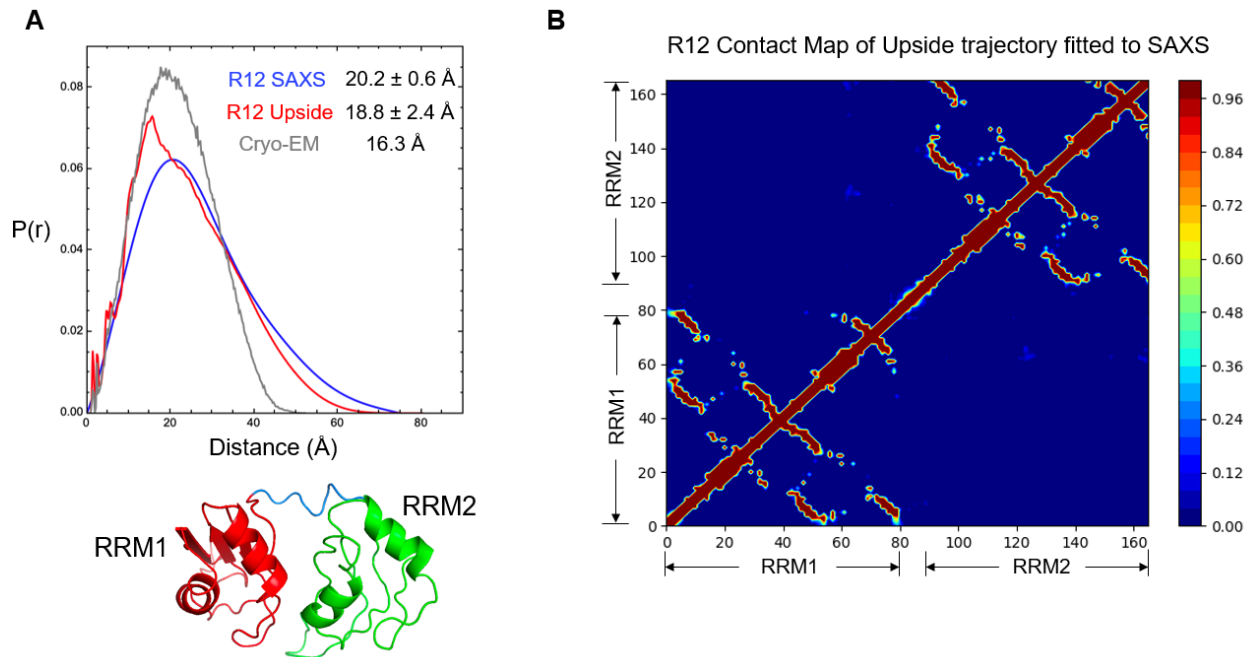 A
0.08
0.06
P(r)
0.04
0.02
0.00
0 20 40 60 80
Distance (Å)
R12 SAXS 20.2 ± 0.6 Å
R12 Upside 18.8 ± 2.4 Å
Cryo-EM 16.3 Å
RRM1
RRM2
B
R12 Contact Map of Upside trajectory fitted to SAXS
RRM2
RRM1
160
140
120
100
80
60
40
20
0
0 20 40 60 80 100 120 140 160
RRM1 RRM2
0.96
0.84
0.72
0.60
0.48
0.36
0.24
0.12
0.00